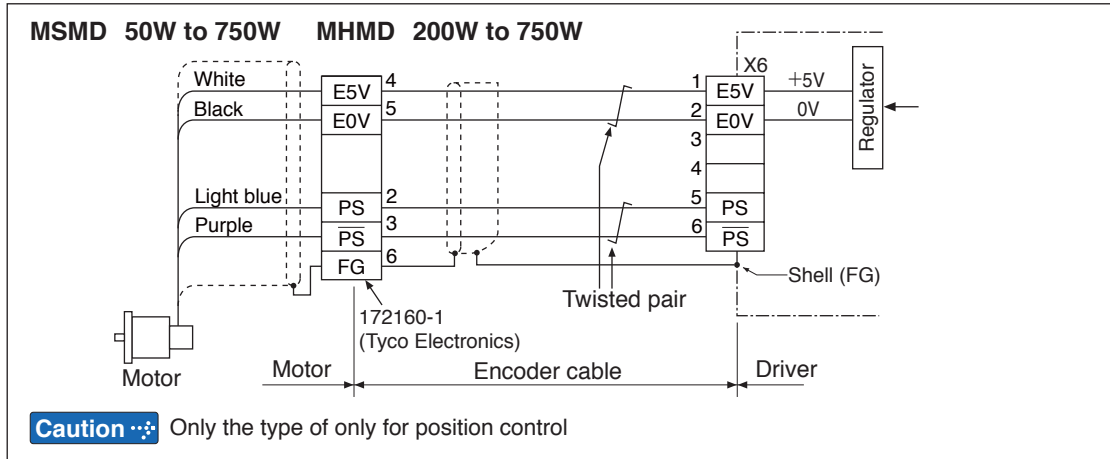 MSMD 50W to 750W MHMD 200W to 750W
X6
White 4 1 +5V
E5V E5V
Black 5 2 0V
E0V E0V
Regulator
3
4
Light blue 2 5
PS PS
Purple 3 6
P̅S̅ P̅S̅
6
FG
Shell (FG)
Twisted pair
172160-1
(Tyco Electronics)
Motor
Motor Encoder cable Driver
Caution Only the type of only for position control